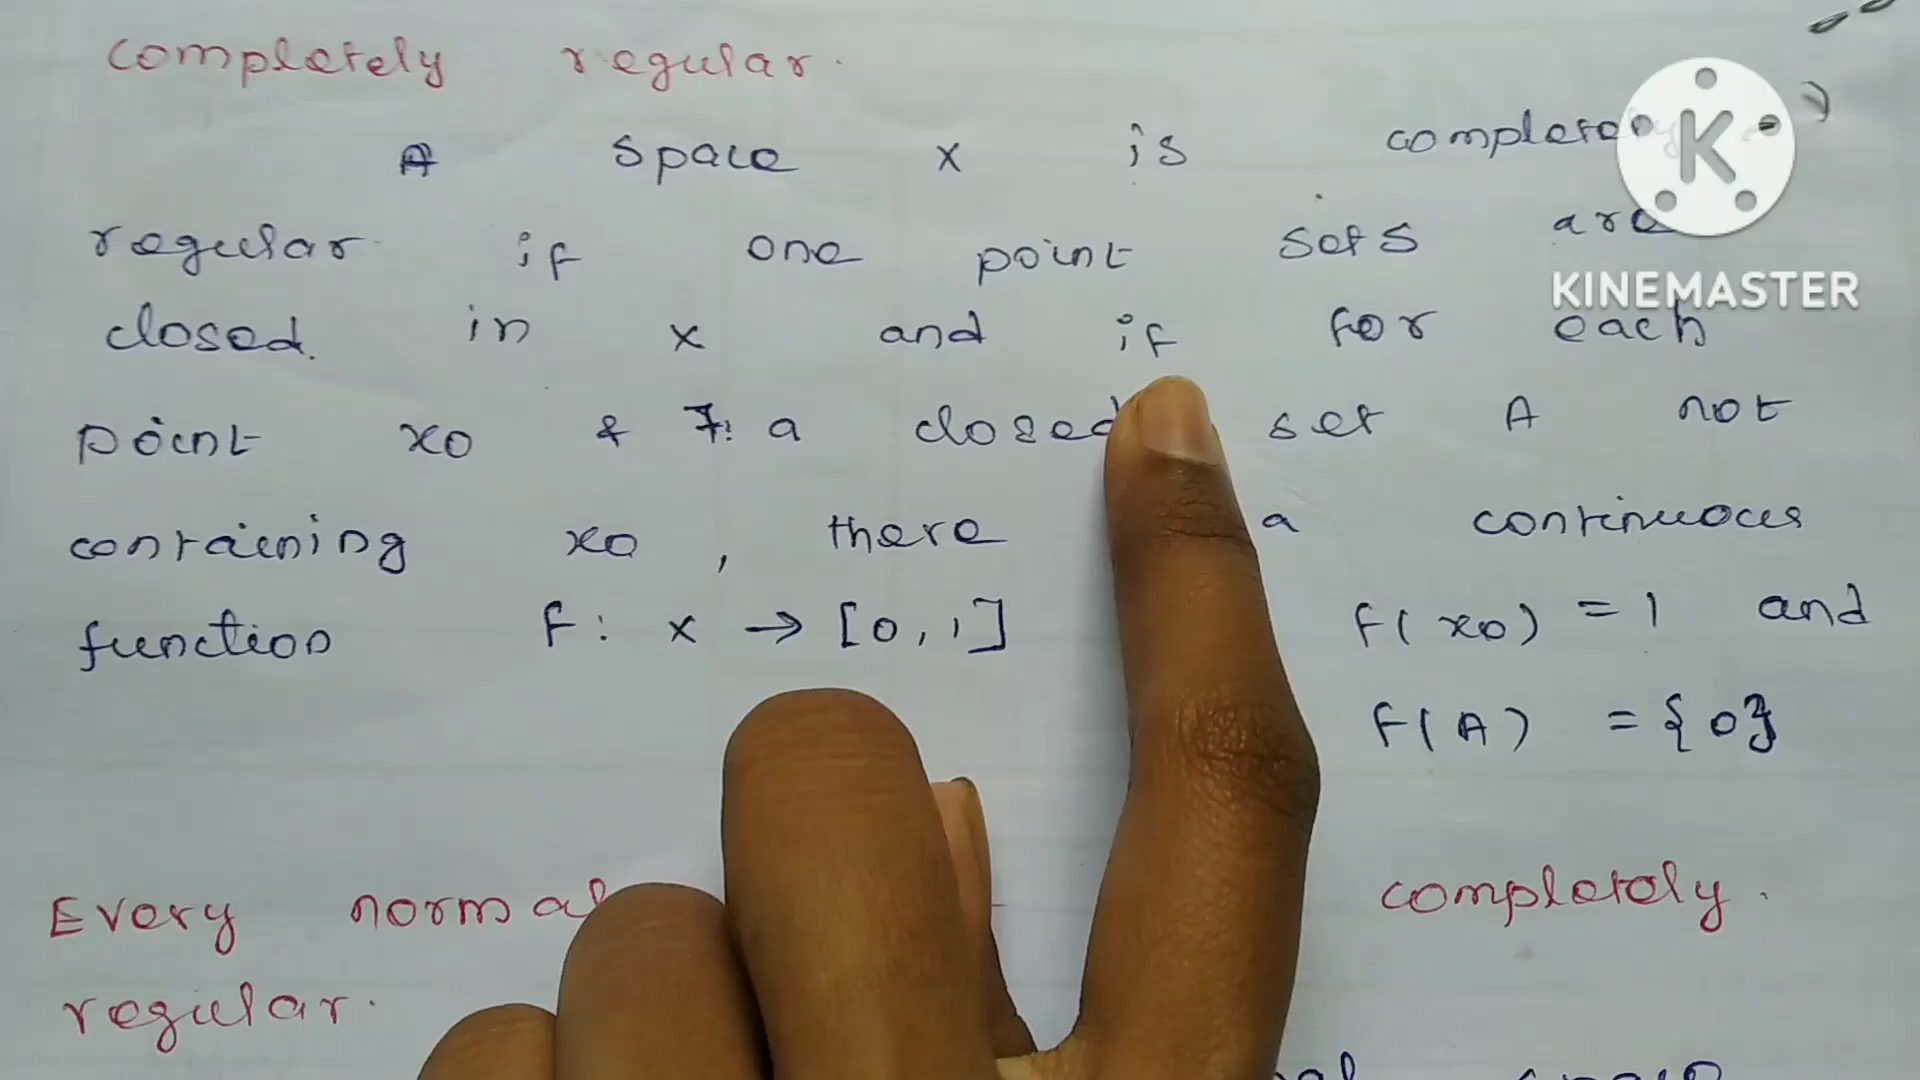 completely regular.
A space X is completely
regular if one point sets are
closed. in X and if for each
point x0 & a closed set A not
containing x0, there a continuous
function F: X → [0,1] F(x0) = 1 and
F(A) = {0}
Every normal completely.
regular.
K
KINEMASTER